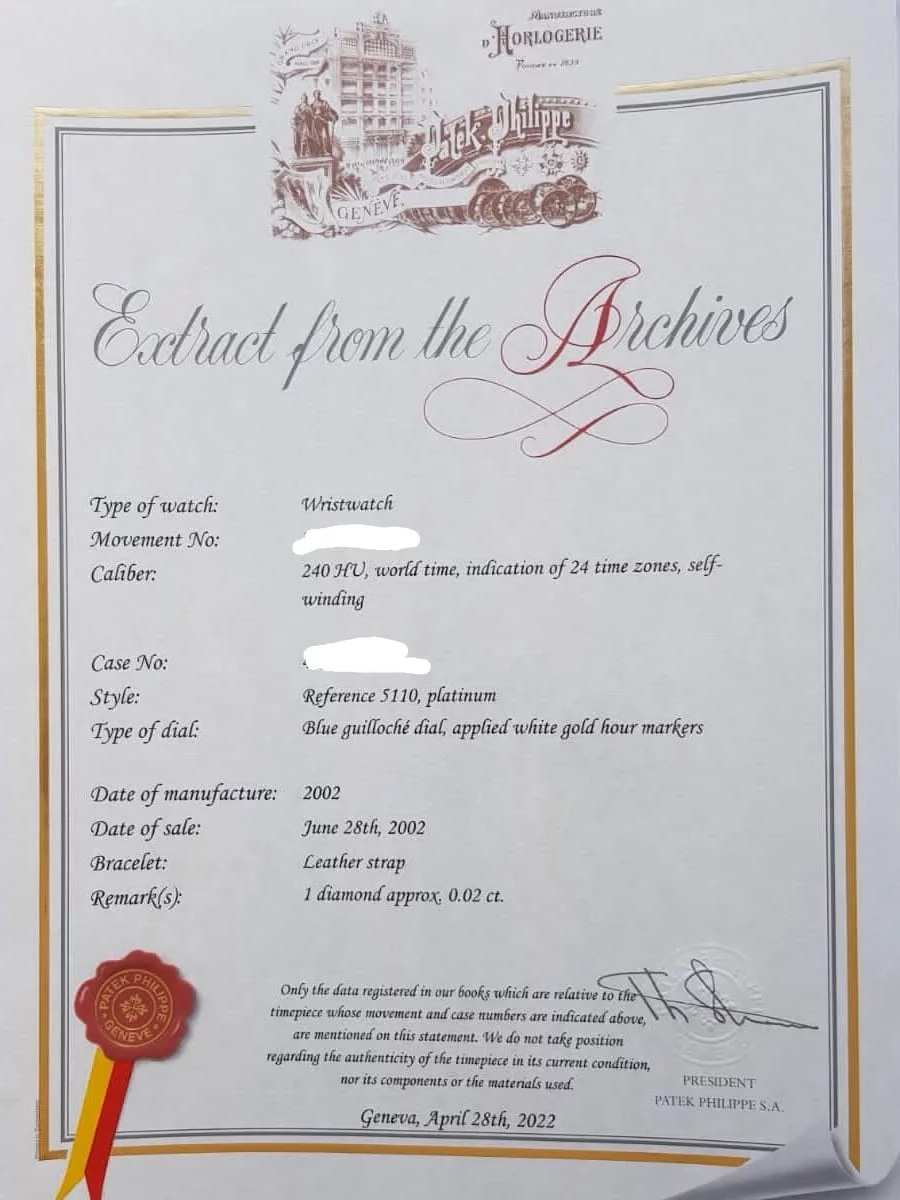 MANUFACTURE
D'HORLOGERIE
Fondée en 1839
GRAND PRIX
Patek Philippe
GENÈVE.
Extract from the Archives
Type of watch: Wristwatch
Movement No:
Caliber: 240 HU, world time, indication of 24 time zones, self-
winding
Case No:
Style: Reference 5110, platinum
Type of dial: Blue guilloché dial, applied white gold hour markers
Date of manufacture: 2002
Date of sale: June 28th, 2002
Bracelet: Leather strap
Remark(s): 1 diamond approx. 0.02 ct.
Only the data registered in our books which are relative to the
timepiece whose movement and case numbers are indicated above,
are mentioned on this statement. We do not take position
regarding the authenticity of the timepiece in its current condition,
nor its components or the materials used.
Geneva, April 28th, 2022
PATEK PHILIPPE
GENEVE
PRESIDENT
PATEK PHILIPPE S.A.